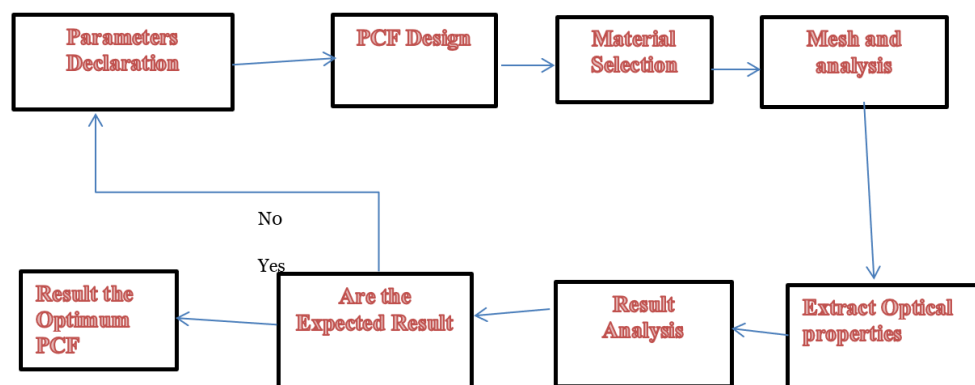 Parameters
Declaration
PCF Design
Material
Selection
Mesh and
analysis
No
Yes
Result the
Optimum
PCF
Are the
Expected Result
Result
Analysis
Extract Optical
properties